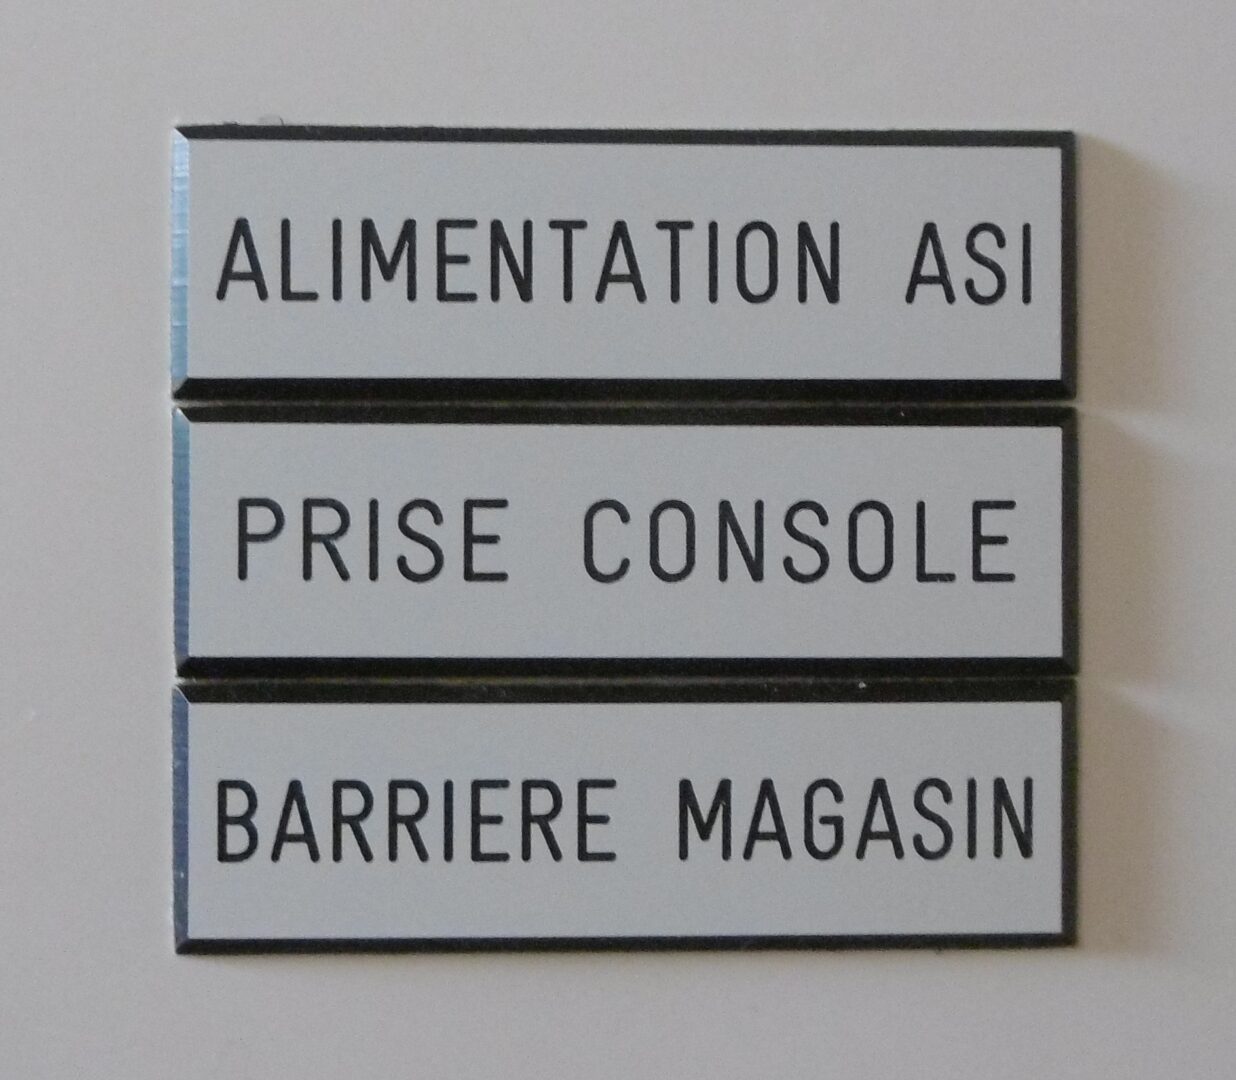 ALIMENTATION ASI
PRISE CONSOLE
BARRIERE MAGASIN